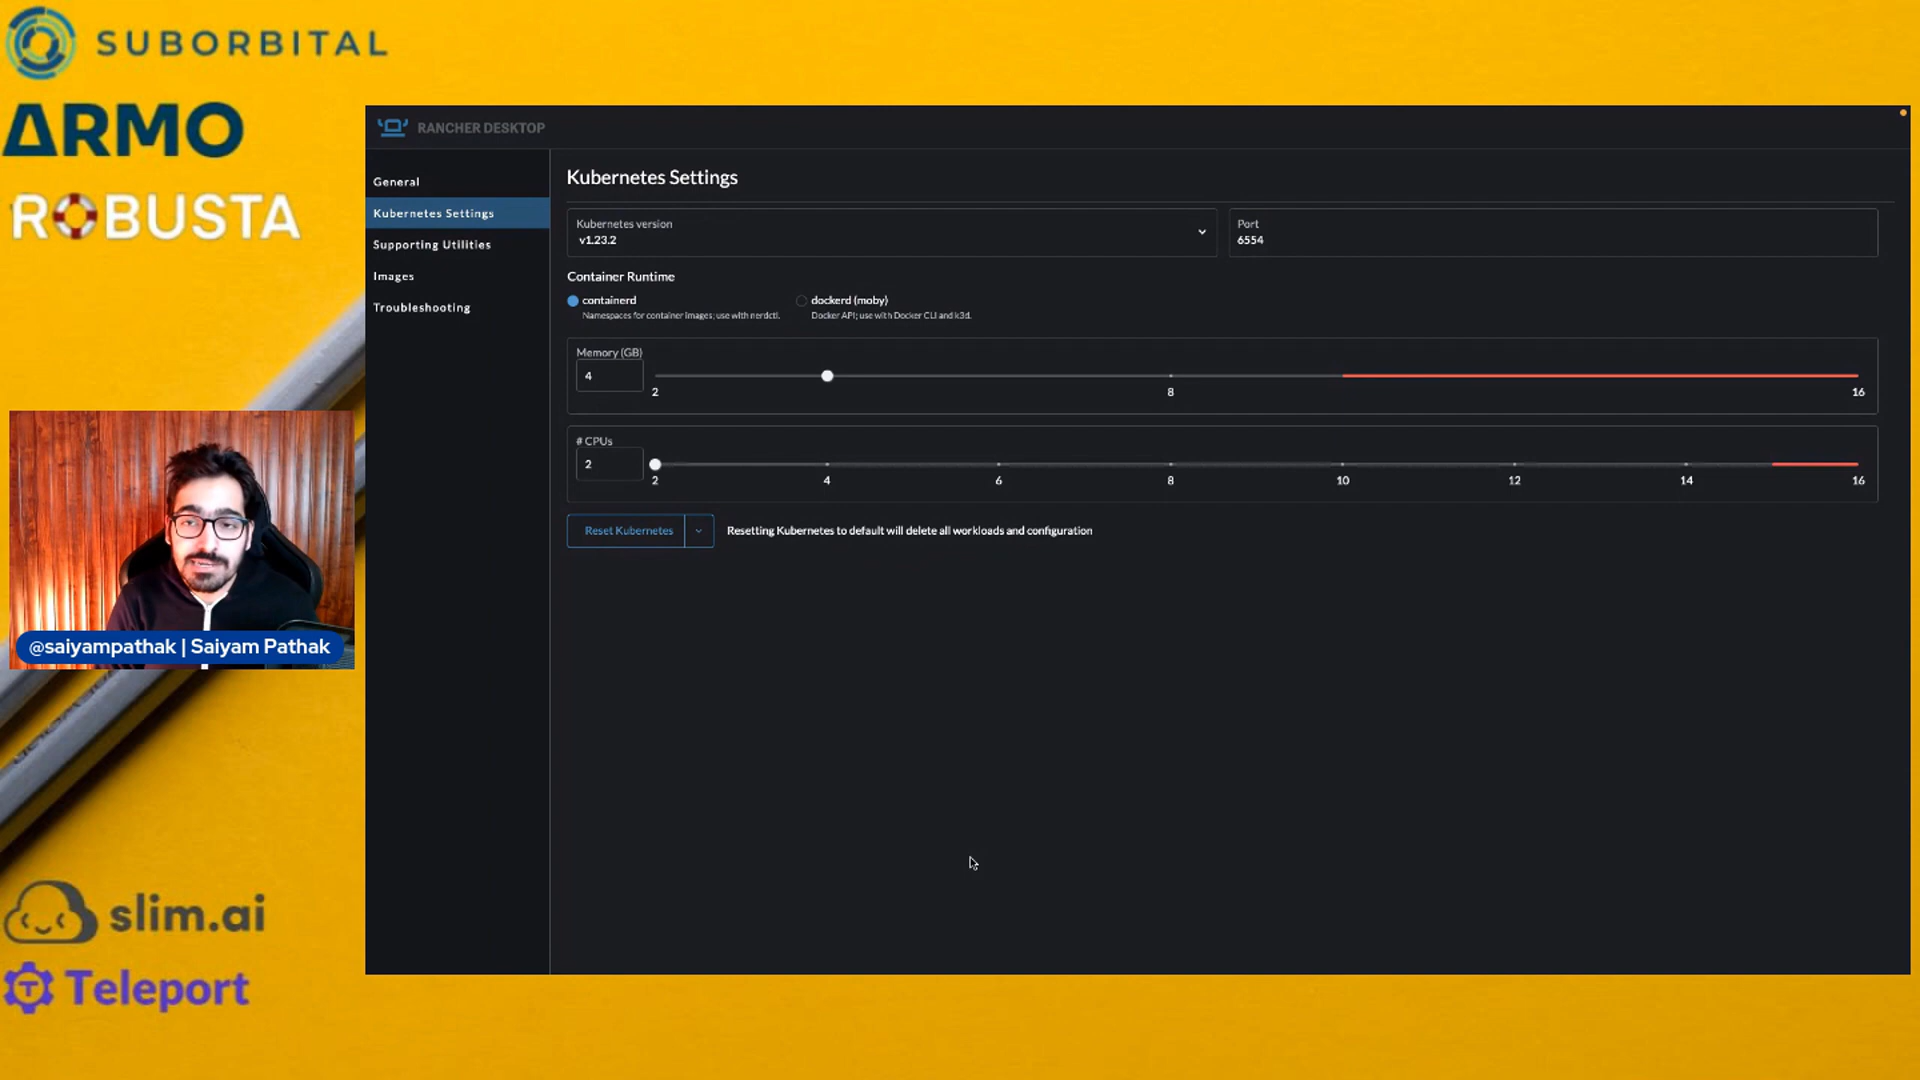 SUBORBITAL
ARMO
ROBUSTA
@saiyampathak | Saiyam Pathak
slim.ai
Teleport
RANCHER DESKTOP
General
Kubernetes Settings
Supporting Utilities
Images
Troubleshooting
Kubernetes Settings
Kubernetes version
v1.23.2
Port
6554
Container Runtime
containerd
Namespaces for container images; use with nerdctl.
dockerd (moby)
Docker API; use with Docker CLI and k3d.
Memory (GB)
4
2 8 16
# CPUs
2
2 4 6 8 10 12 14 16
Reset Kubernetes
Resetting Kubernetes to default will delete all workloads and configuration